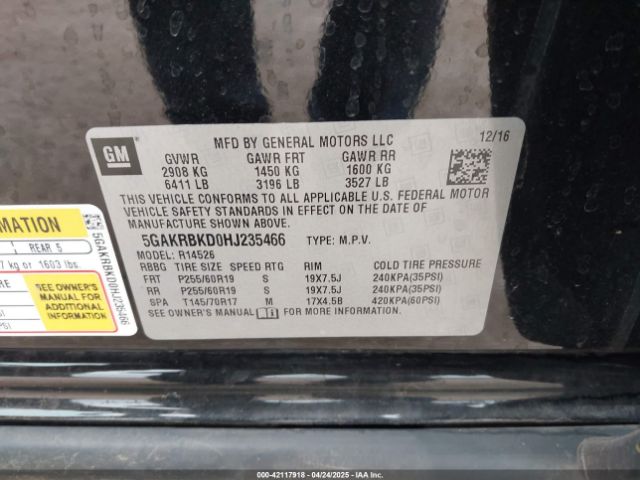 GM
MFD BY GENERAL MOTORS LLC 12/16
GVWR GAWR FRT GAWR RR
2908 KG 1450 KG 1600 KG
6411 LB 3196 LB 3527 LB
THIS VEHICLE CONFORMS TO ALL APPLICABLE U.S. FEDERAL MOTOR
VEHICLE SAFETY STANDARDS IN EFFECT ON THE DATE OF
MANUFACTURE SHOWN ABOVE.
5GAKRBKD0HJ235466 TYPE: M.P.V.
MODEL: R14526
RBBG TIRE SIZE SPEED RTG RIM COLD TIRE PRESSURE
FRT P255/60R19 S 19X7.5J 240KPA(35PSI)
RR P255/60R19 S 19X7.5J 240KPA(35PSI)
SPA T145/70R17 M 17X4.5B 420KPA(60PSI)
SEE OWNER'S MANUAL FOR MORE INFORMATION.
MATION
REAR 5
7 kg or 1603 lbs.
SEE OWNER'S
MANUAL FOR
ADDITIONAL
INFORMATION
5GAKRBKD0HJ235466
000-42117918 - 04/24/2025 - IAAI.COM